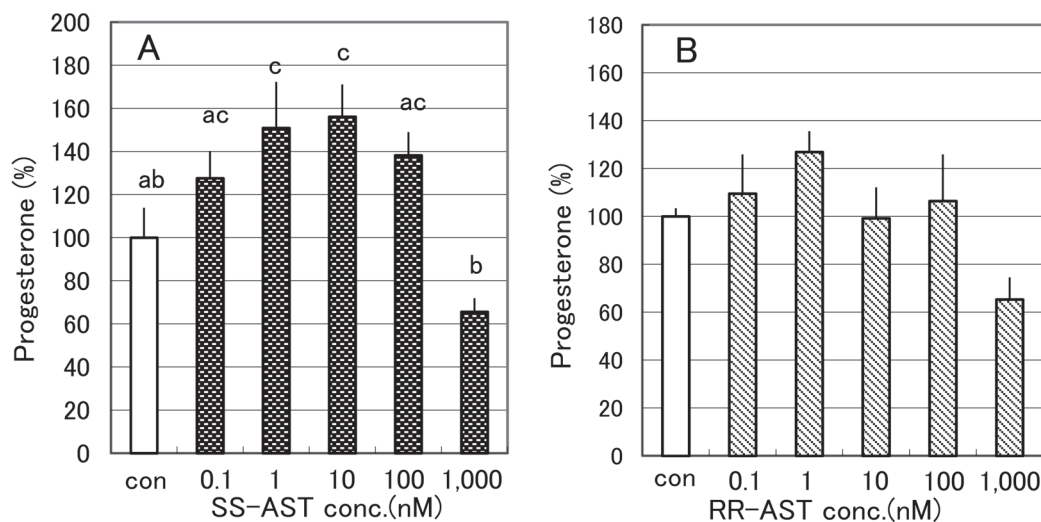 A
Progesterone (%)
200
180
160
140
120
100
80
60
40
20
0
ab
ac
c
c
ac
b
con 0.1 1 10 100 1,000
SS-AST conc.(nM)
B
Progesterone (%)
180
160
140
120
100
80
60
40
20
0
con 0.1 1 10 100 1,000
RR-AST conc.(nM)